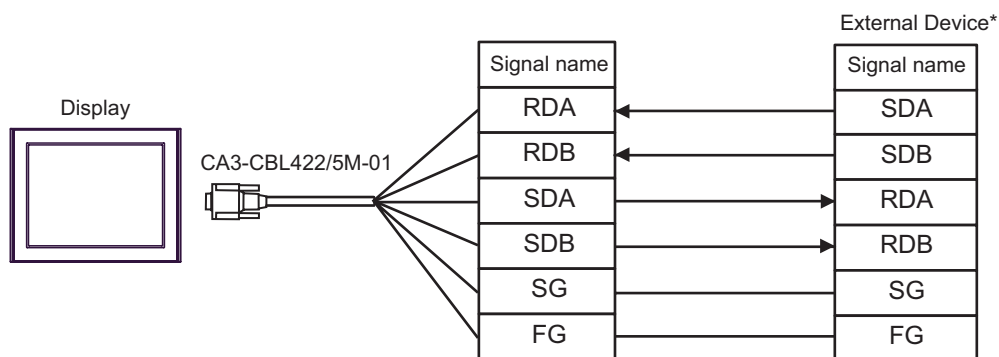 External Device*
Signal name
Signal name
Display
RDA
SDA
CA3-CBL422/5M-01
RDB
SDB
SDA
RDA
SDB
RDB
SG
SG
FG
FG